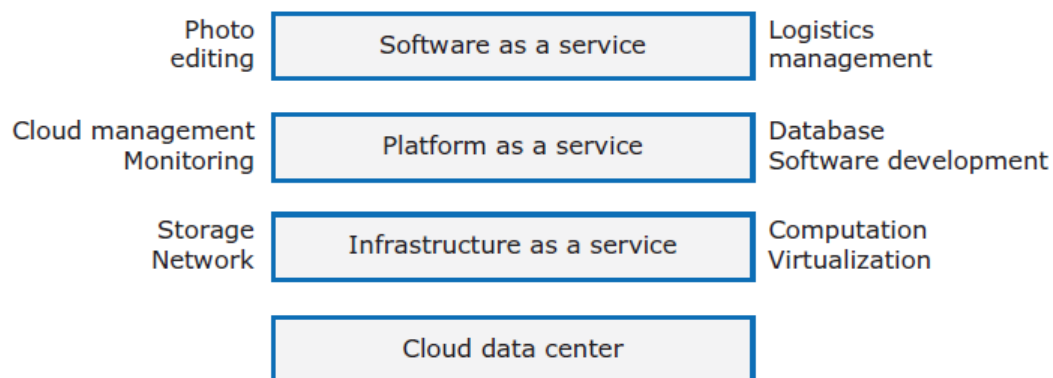 Photo
editing
Software as a service
Logistics
management
Cloud management
Monitoring
Platform as a service
Database
Software development
Storage
Network
Infrastructure as a service
Computation
Virtualization
Cloud data center